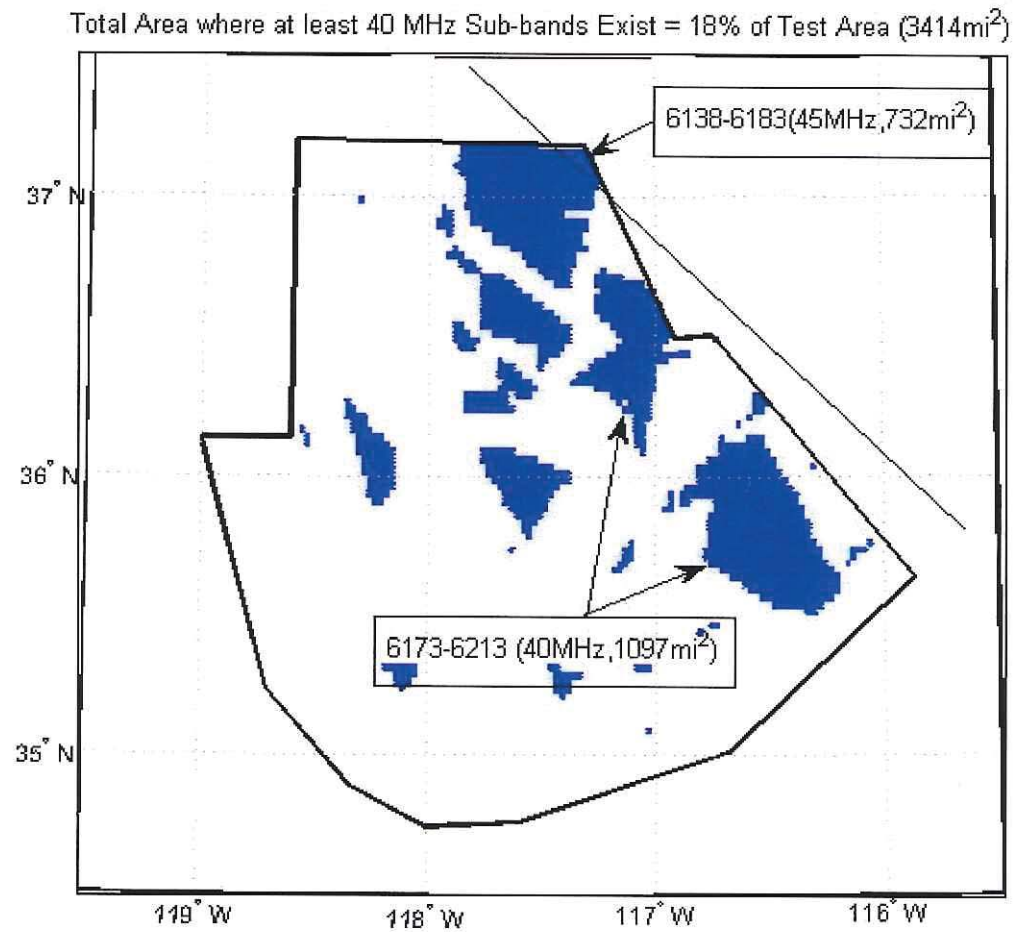 Total Area where at least 40 MHz Sub-bands Exist = 18% of Test Area (3414mi²)
6138-6183(45MHz,732mi²)
37° N
36° N
6173-6213 (40MHz,1097mi²)
35° N
119° W
118° W
117° W
116° W